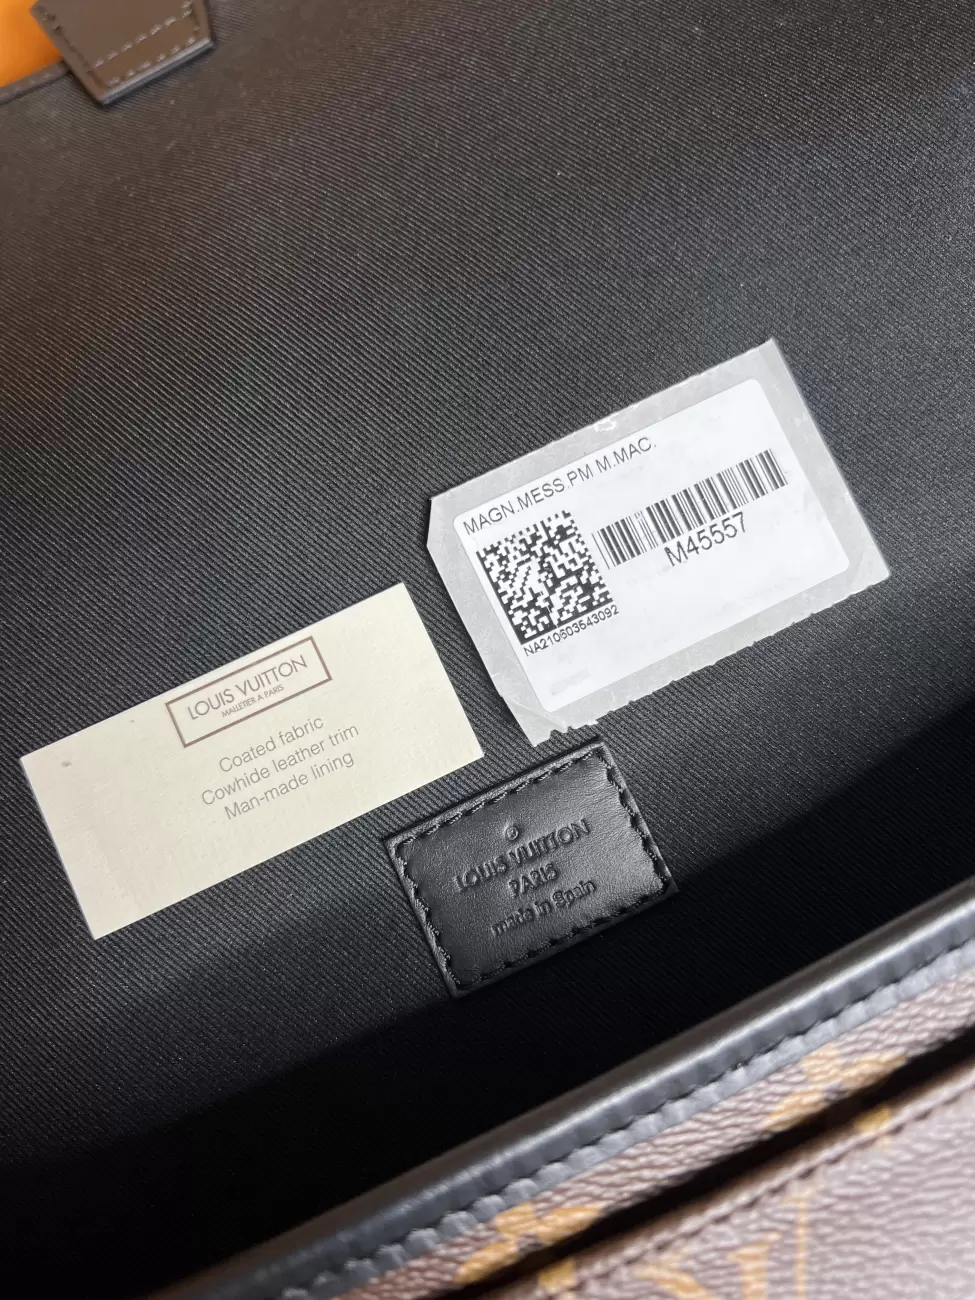 MAGN.MESS.PM M.MAC.
M45557
NA210603543092
LOUIS VUITTON
MALLETIER A PARIS
Coated fabric
Cowhide leather trim
Man-made lining
®
LOUIS VUITTON
PARIS
made in Spain